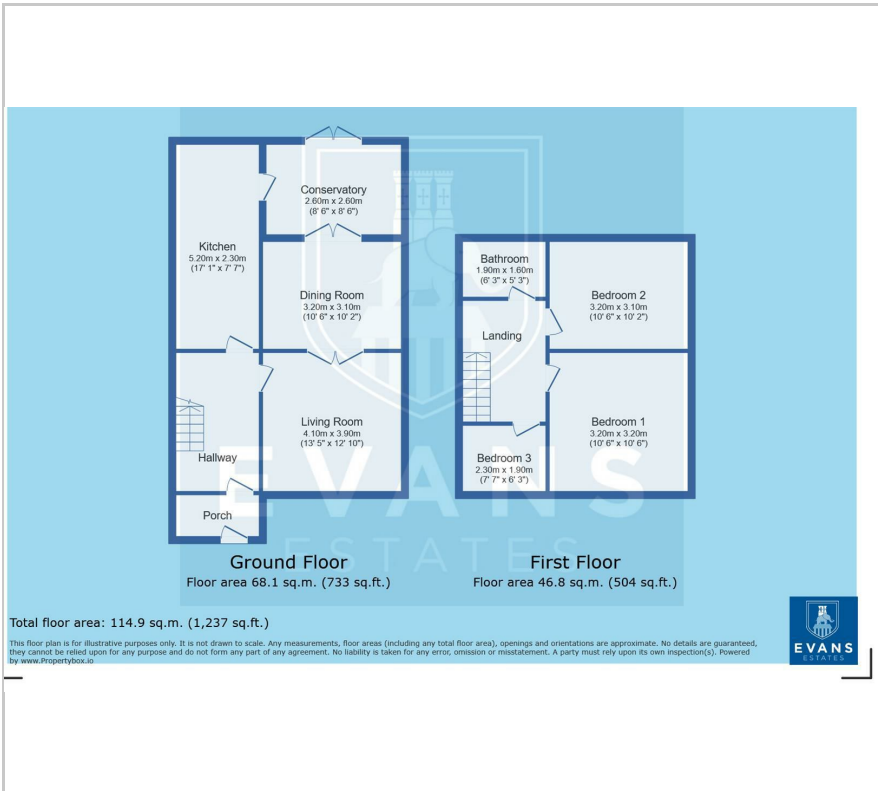 Conservatory
2.60m x 2.60m
(8' 6" x 8' 6")
Kitchen
5.20m x 2.30m
(17' 1" x 7' 7")
Dining Room
3.20m x 3.10m
(10' 6" x 10' 2")
Living Room
4.10m x 3.90m
(13' 5" x 12' 10")
Hallway
Porch
Bathroom
1.90m x 1.60m
(6' 3" x 5' 3")
Bedroom 2
3.20m x 3.10m
(10' 6" x 10' 2")
Landing
Bedroom 1
3.20m x 3.20m
(10' 6" x 10' 6")
Bedroom 3
2.30m x 1.90m
(7' 7" x 6' 3")
EVANS
ESTATES
Ground Floor
Floor area 68.1 sq.m. (733 sq.ft.)
First Floor
Floor area 46.8 sq.m. (504 sq.ft.)
Total floor area: 114.9 sq.m. (1,237 sq.ft.)
This floor plan is for illustrative purposes only. It is not drawn to scale. Any measurements, floor areas (including any total floor area), openings and orientations are approximate. No details are guaranteed,
they cannot be relied upon for any purpose and do not form any part of any agreement. No liability is taken for any error, omission or misstatement. A party must rely upon its own inspection(s). Powered
by www.Propertybox.io
EVANS
ESTATES